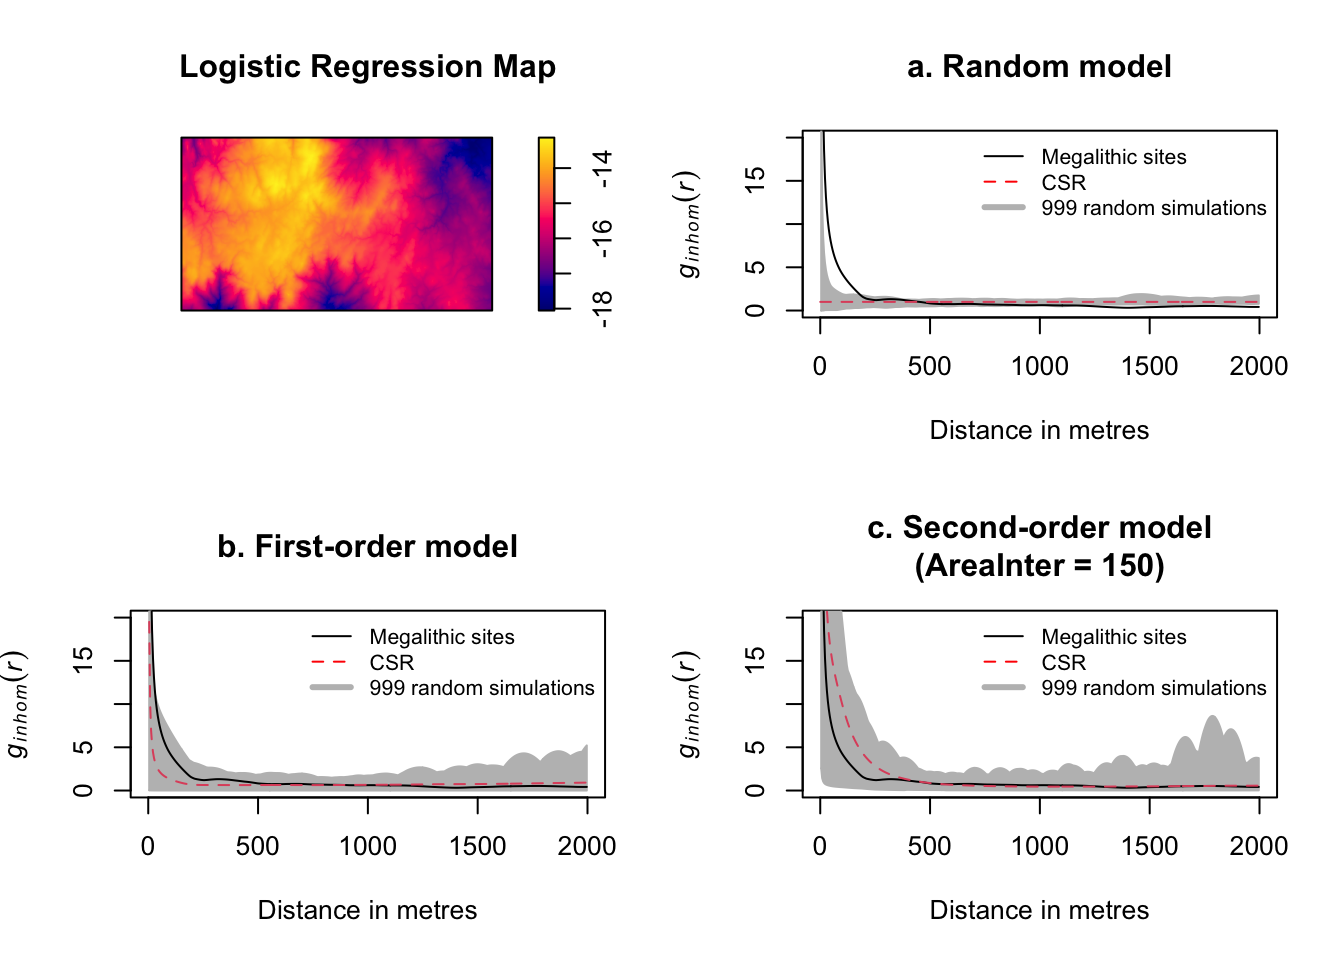 Logistic Regression Map
-14
-16
-18
a. Random model
g_inhom(r)
15
5
0
Megalithic sites
CSR
999 random simulations
0 500 1000 1500 2000
Distance in metres
b. First-order model
g_inhom(r)
15
5
0
Megalithic sites
CSR
999 random simulations
0 500 1000 1500 2000
Distance in metres
c. Second-order model
(AreaInter = 150)
g_inhom(r)
15
5
0
Megalithic sites
CSR
999 random simulations
0 500 1000 1500 2000
Distance in metres